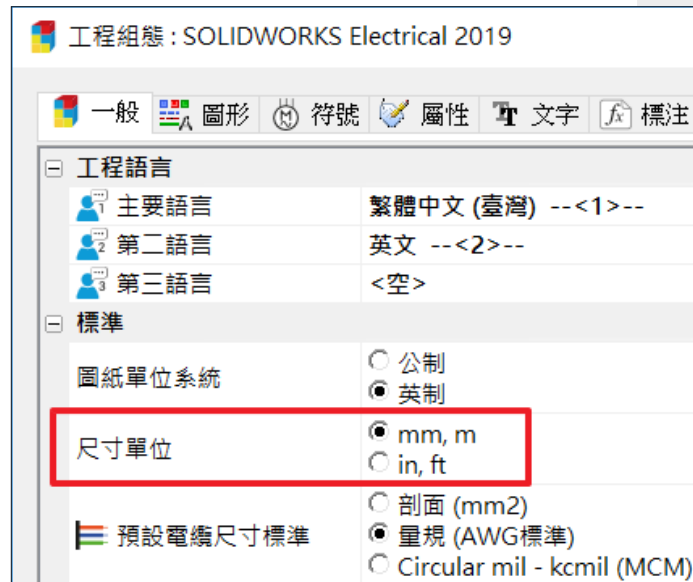 工程組態 : SOLIDWORKS Electrical 2019
一般 圖形 符號 屬性 文字 標注
工程語言
主要語言 繁體中文 (臺灣) --<1>--
第二語言 英文 --<2>--
第三語言 <空>
標準
圖紙單位系統
公制
英制
尺寸單位
mm, m
in, ft
預設電纜尺寸標準
剖面 (mm2)
量規 (AWG標準)
Circular mil - kcmil (MCM)